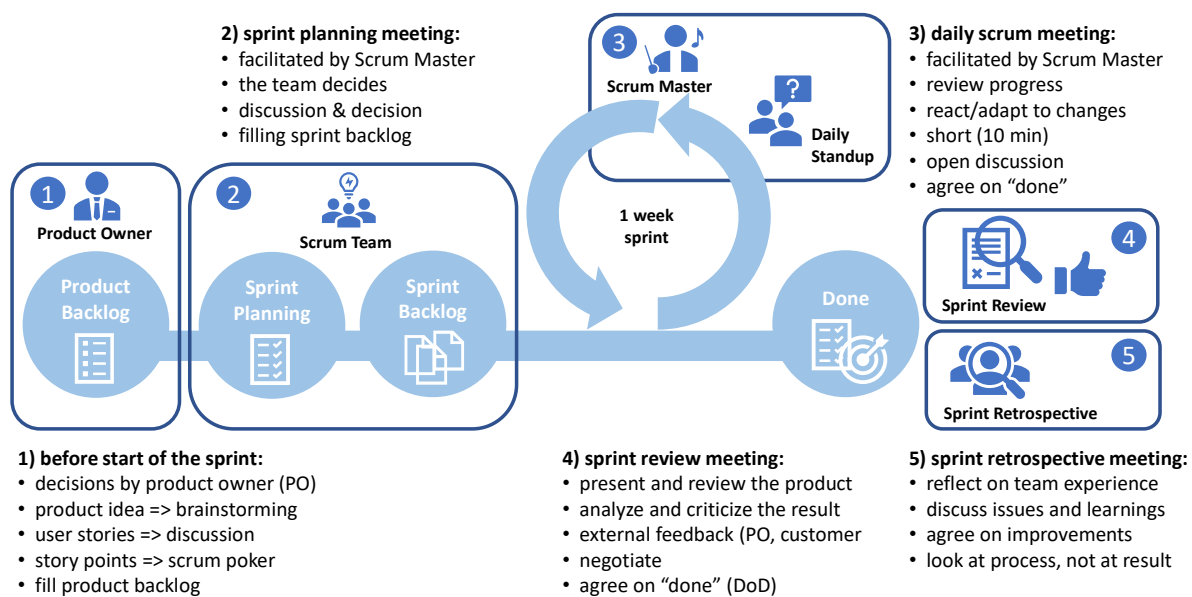 2) sprint planning meeting:
• facilitated by Scrum Master
• the team decides
• discussion & decision
• filling sprint backlog
3
Scrum Master
?
Daily
Standup
3) daily scrum meeting:
• facilitated by Scrum Master
• review progress
• react/adapt to changes
• short (10 min)
• open discussion
• agree on “done”
1
Product Owner
Product
Backlog
2
Scrum Team
Sprint
Planning
Sprint
Backlog
1 week
sprint
Done
4
Sprint Review
5
Sprint Retrospective
1) before start of the sprint:
• decisions by product owner (PO)
• product idea => brainstorming
• user stories => discussion
• story points => scrum poker
• fill product backlog
4) sprint review meeting:
• present and review the product
• analyze and criticize the result
• external feedback (PO, customer
• negotiate
• agree on “done” (DoD)
5) sprint retrospective meeting:
• reflect on team experience
• discuss issues and learnings
• agree on improvements
• look at process, not at result